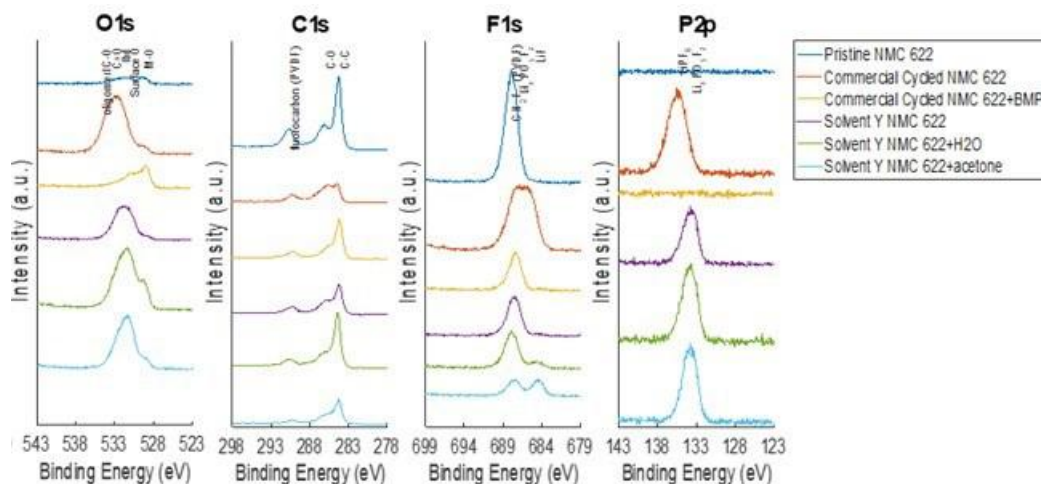 O1s
C1s
F1s
P2p
Surface O
M-O
fluorocarbon (PVDF)
C-O
C-C
LiF
Pristine NMC 622
Commercial Cycled NMC 622
Commercial Cycled NMC 622+BMP
Solvent Y NMC 622
Solvent Y NMC 622+H2O
Solvent Y NMC 622+acetone
Intensity (a.u.)
Intensity (a.u.)
Intensity (a.u.)
Intensity (a.u.)
543 538 533 528 523
298 293 288 283 278
699 694 689 684 679
143 138 133 128 123
Binding Energy (eV)
Binding Energy (eV)
Binding Energy (eV)
Binding Energy (eV)